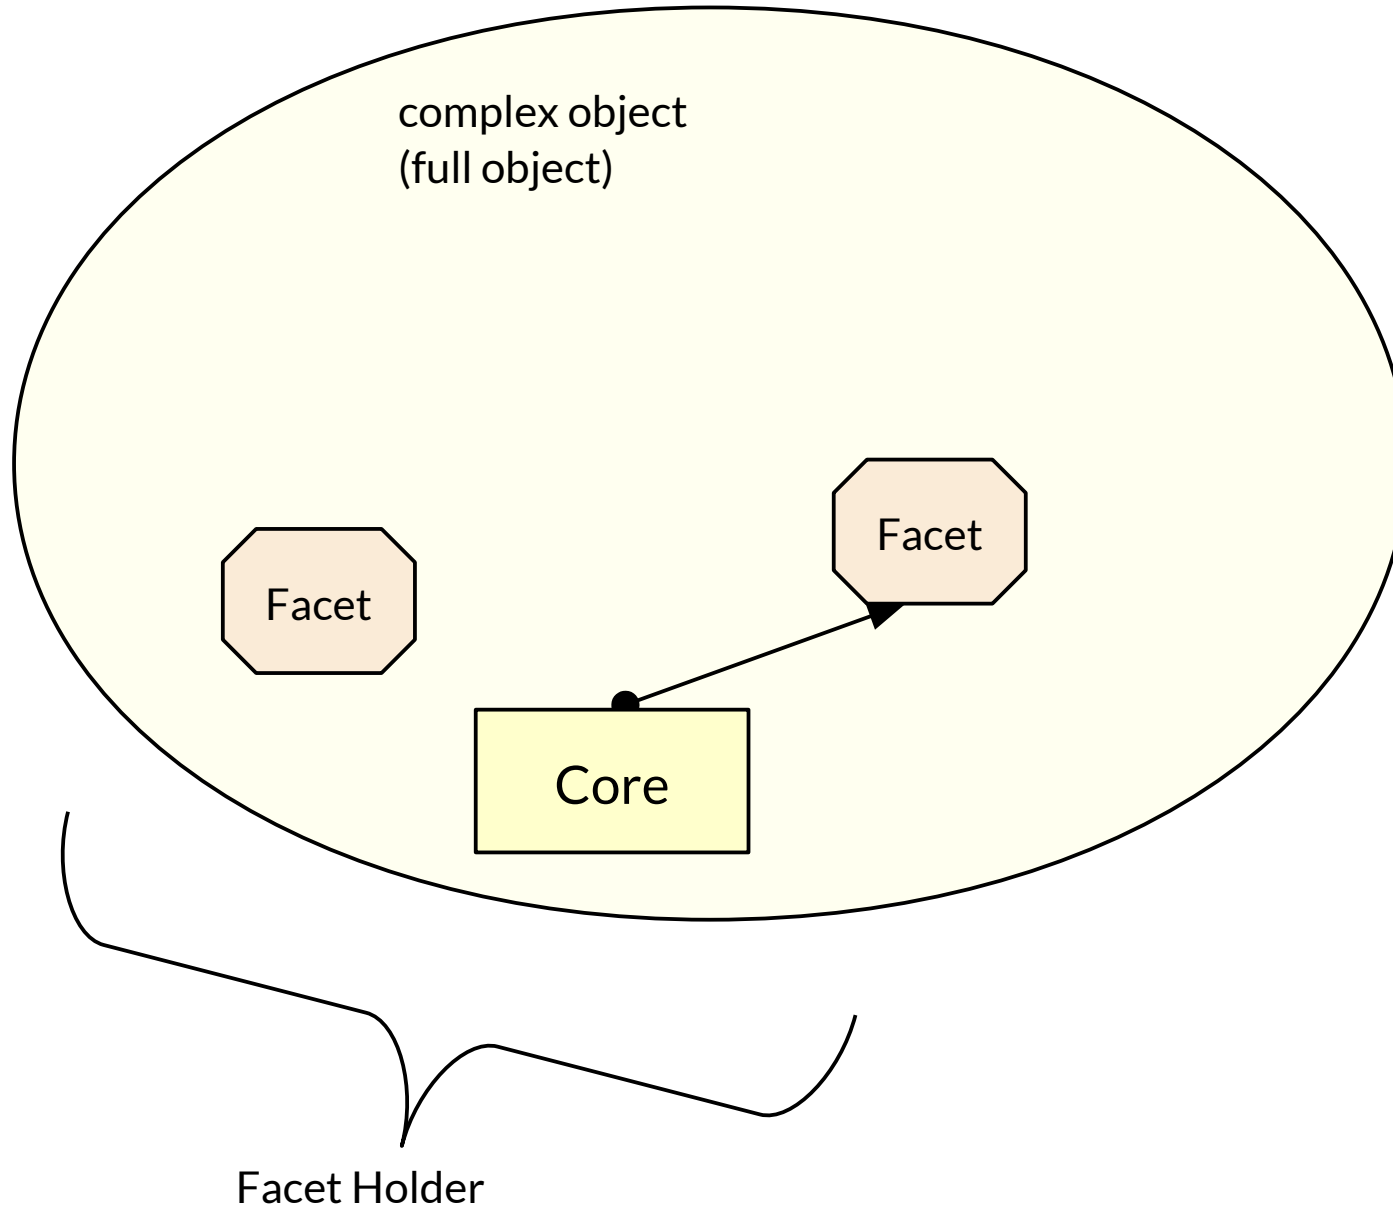 complex object
(full object)
Facet
Facet
Core
Facet Holder